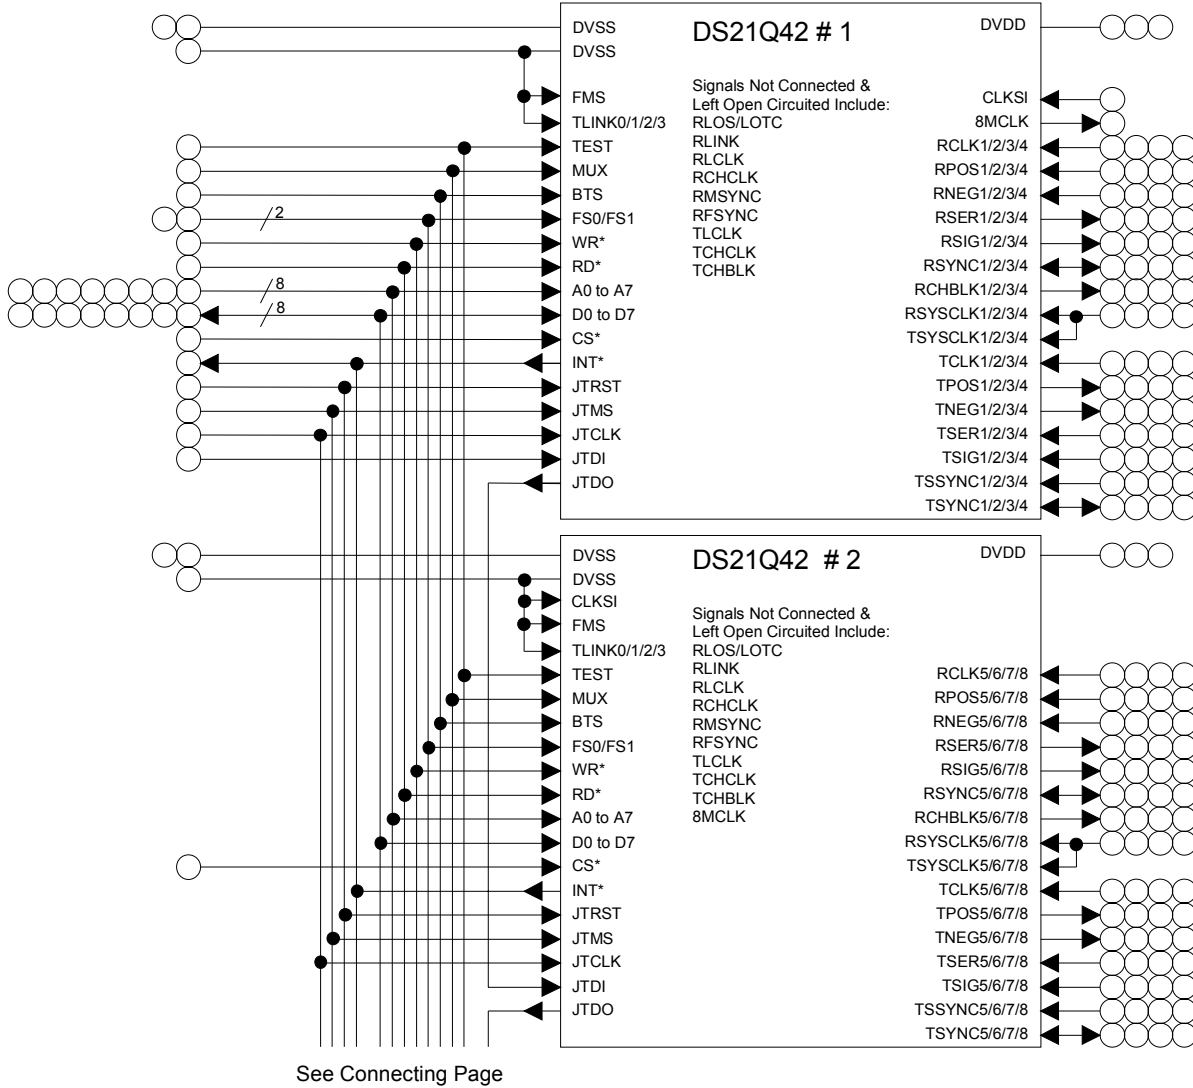 DVSS
DVSS
FMS
TLINK0/1/2/3
TEST
MUX
BTS
2
FS0/FS1
WR*
RD*
8
A0 to A7
8
D0 to D7
CS*
INT*
JTRST
JTMS
JTCLK
JTDI
JTDO
DS21Q42 # 1
Signals Not Connected &
Left Open Circuited Include:
RLOS/LOTC
RLINK
RLCLK
RCHCLK
RMSYNC
RFSYNC
TLCLK
TCHCLK
TCHBLK
DVDD
CLKSI
8MCLK
RCLK1/2/3/4
RPOS1/2/3/4
RNEG1/2/3/4
RSER1/2/3/4
RSIG1/2/3/4
RSYNC1/2/3/4
RCHBLK1/2/3/4
RSYSCLK1/2/3/4
TSYSCLK1/2/3/4
TCLK1/2/3/4
TPOS1/2/3/4
TNEG1/2/3/4
TSER1/2/3/4
TSIG1/2/3/4
TSSYNC1/2/3/4
TSYNC1/2/3/4
DVSS
DVSS
CLKSI
FMS
TLINK0/1/2/3
TEST
MUX
BTS
FS0/FS1
WR*
RD*
A0 to A7
D0 to D7
CS*
INT*
JTRST
JTMS
JTCLK
JTDI
JTDO
DS21Q42 # 2
Signals Not Connected &
Left Open Circuited Include:
RLOS/LOTC
RLINK
RLCLK
RCHCLK
RMSYNC
RFSYNC
TLCLK
TCHCLK
TCHBLK
8MCLK
DVDD
RCLK5/6/7/8
RPOS5/6/7/8
RNEG5/6/7/8
RSER5/6/7/8
RSIG5/6/7/8
RSYNC5/6/7/8
RCHBLK5/6/7/8
RSYSCLK5/6/7/8
TSYSCLK5/6/7/8
TCLK5/6/7/8
TPOS5/6/7/8
TNEG5/6/7/8
TSER5/6/7/8
TSIG5/6/7/8
TSSYNC5/6/7/8
TSYNC5/6/7/8
See Connecting Page